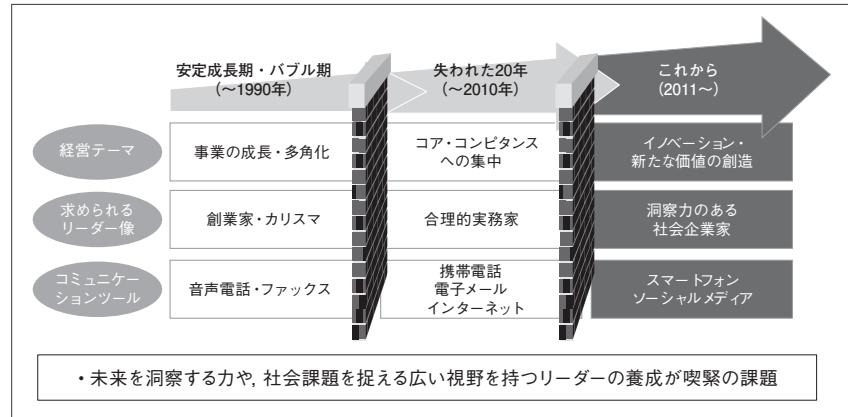 安定成長期・バブル期
(～1990年)
失われた20年
(～2010年)
これから
(2011～)
経営テーマ
事業の成長・多角化
コア・コンピタンス
への集中
イノベーション・
新たな価値の創造
求められる
リーダー像
創業家・カリスマ
合理的実務家
洞察力のある
社会企業家
コミュニケー
ションツール
音声電話・ファックス
携帯電話
電子メール
インターネット
スマートフォン
ソーシャルメディア
・未来を洞察する力や, 社会課題を捉える広い視野を持つリーダーの養成が喫緊の課題